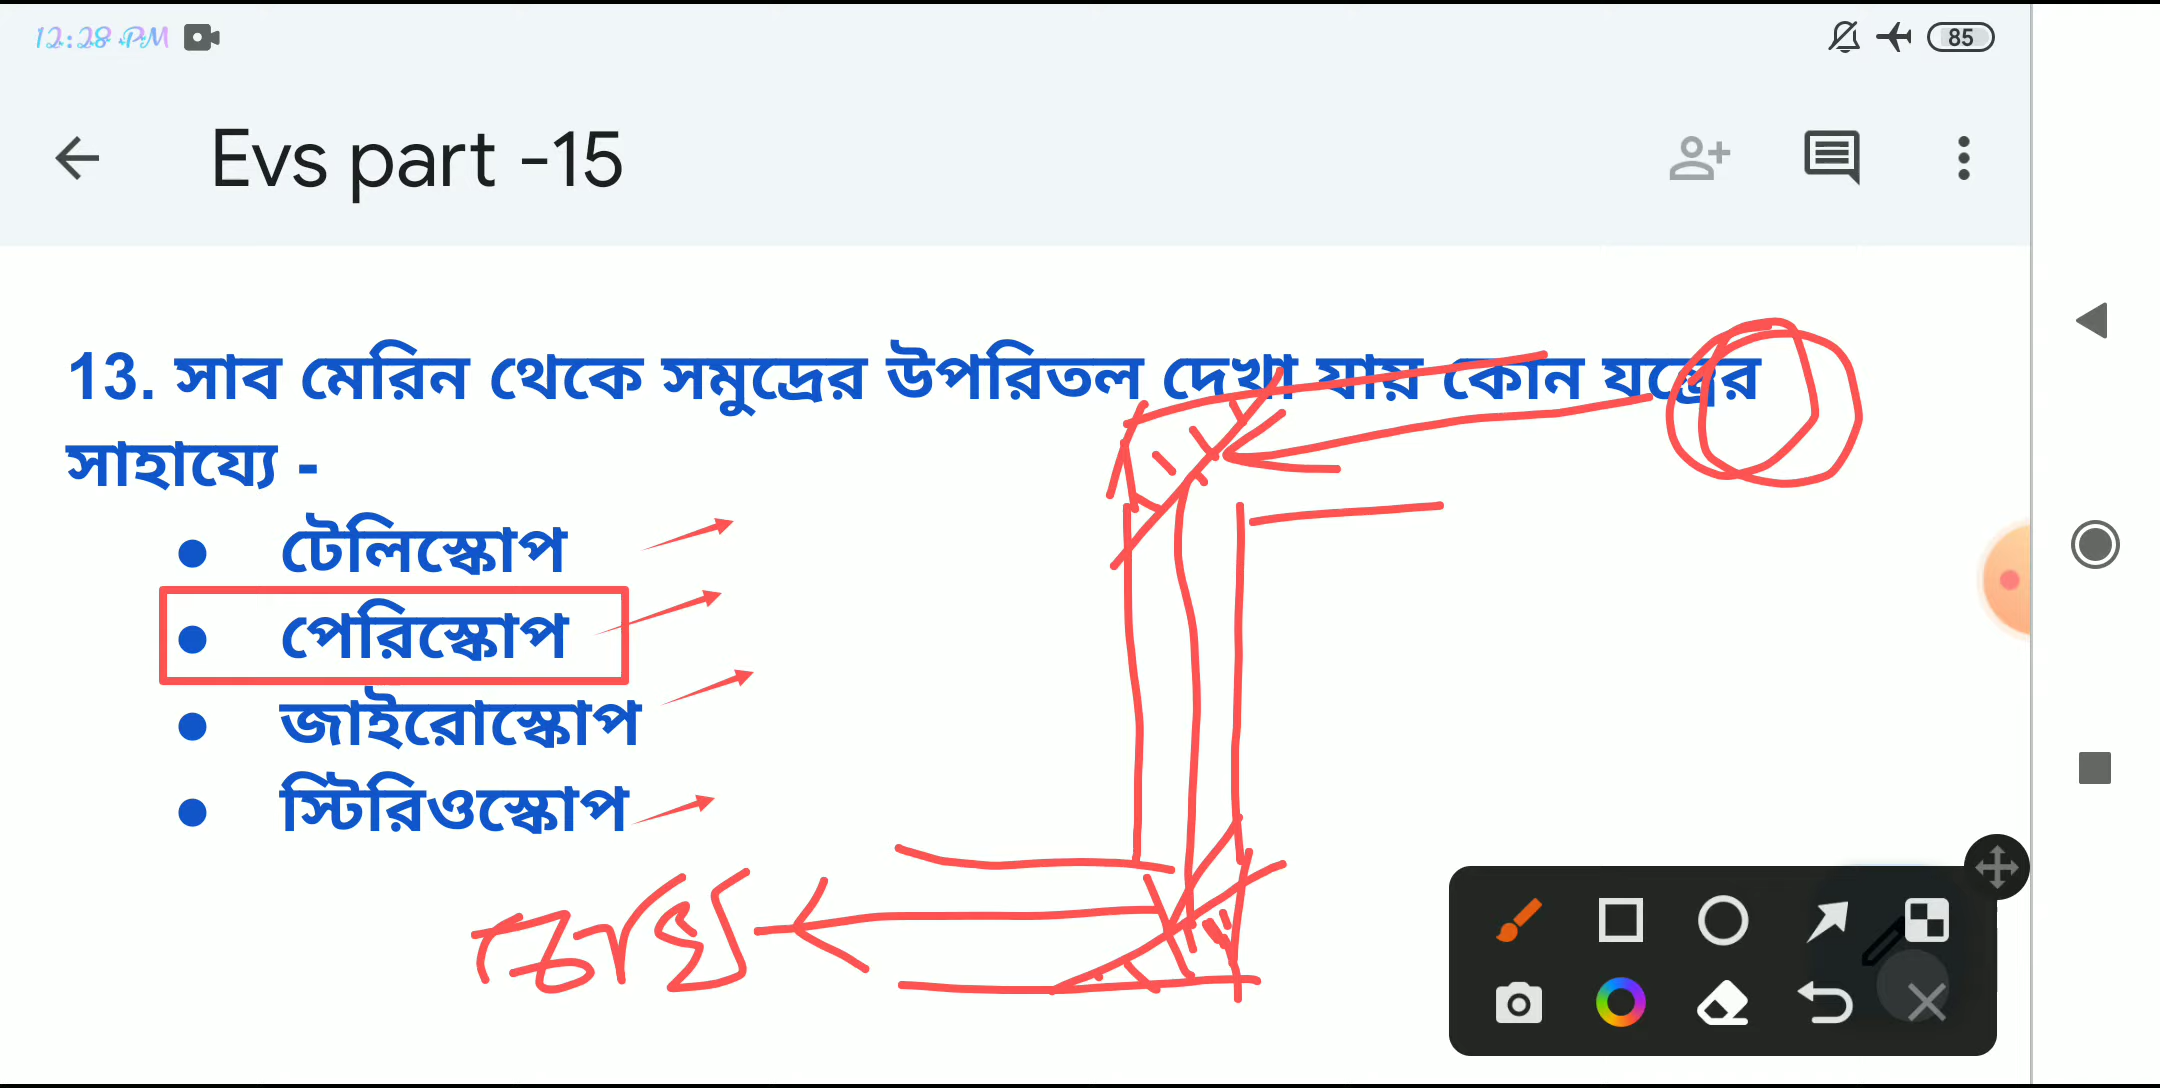 12:28 PM
85
Evs part -15
13. সাব মেরিন থেকে সমুদ্রের উপরিতল দেখা যায় কোন যন্ত্রের
সাহায্যে -
● টেলিস্কোপ
● পেরিস্কোপ
● জাইরোস্কোপ
● স্টিরিওস্কোপ